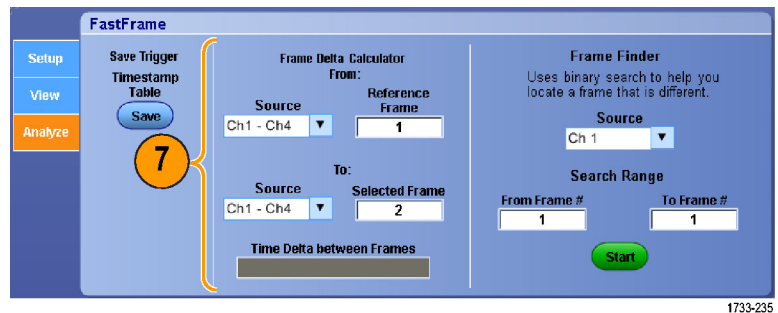 FastFrame
Setup
View
Analyze
Save Trigger
Timestamp
Table
Save
7
Frame Delta Calculator
From:
Source
Reference
Frame
Ch1 - Ch4
1
To:
Source
Selected Frame
Ch1 - Ch4
2
Time Delta between Frames
Frame Finder
Uses binary search to help you
locate a frame that is different.
Source
Ch 1
Search Range
From Frame #
To Frame #
1
1
Start
1733-235